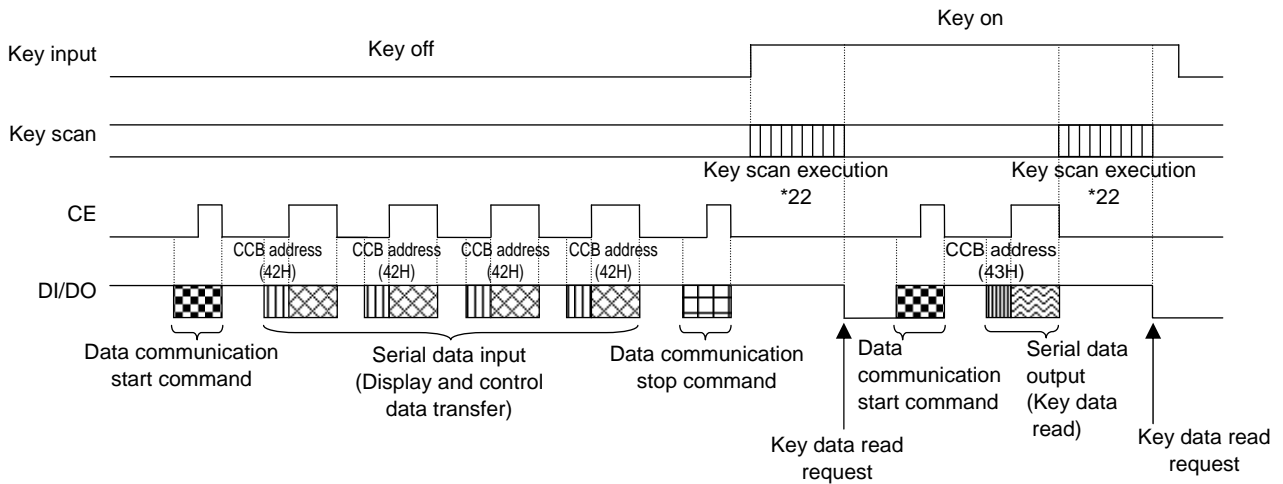 Key on
Key off
Key input
Key scan
Key scan execution
*22
Key scan execution
*22
CE
CCB address
(42H)
CCB address
(42H)
CCB address
(42H)
CCB address
(42H)
CCB address
(43H)
DI/DO
Data communication
start command
Serial data input
(Display and control
data transfer)
Data communication
stop command
Data
communication
start command
Serial data
output
(Key data
read)
Key data read
request
Key data read
request